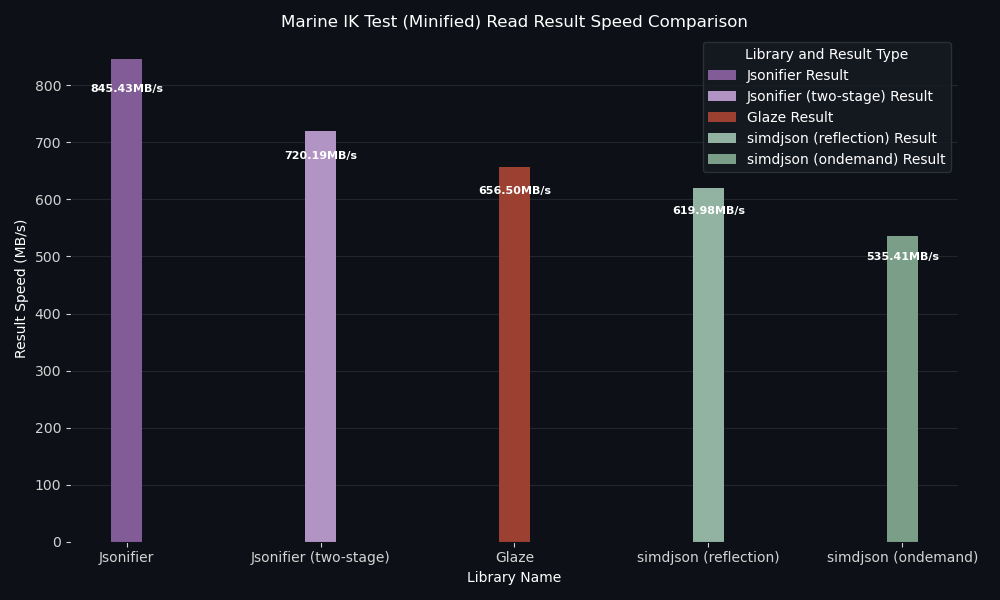 Marine IK Test (Minified) Read Result Speed Comparison
Library and Result Type
Jsonifier Result
Jsonifier (two-stage) Result
Glaze Result
simdjson (reflection) Result
simdjson (ondemand) Result
Result Speed (MB/s)
800
700
600
500
400
300
200
100
0
845.43MB/s
720.19MB/s
656.50MB/s
619.98MB/s
535.41MB/s
Jsonifier
Jsonifier (two-stage)
Glaze
simdjson (reflection)
simdjson (ondemand)
Library Name